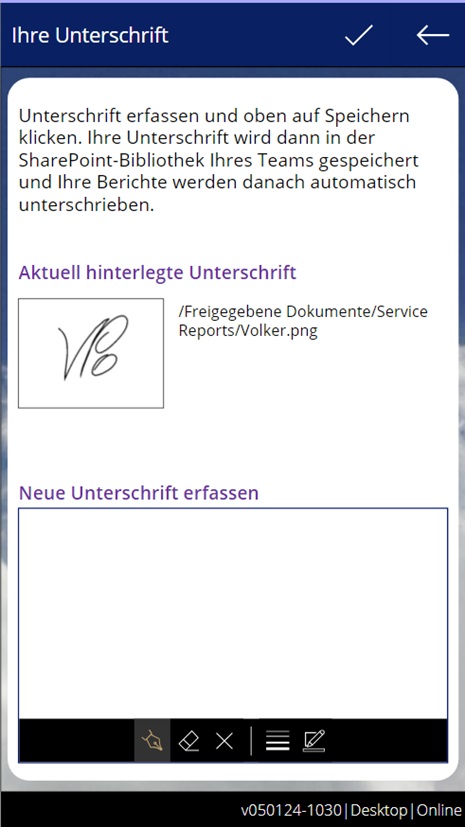 Ihre Unterschrift
Unterschrift erfassen und oben auf Speichern
klicken. Ihre Unterschrift wird dann in der
SharePoint-Bibliothek Ihres Teams gespeichert
und Ihre Berichte werden danach automatisch
unterschrieben.
Aktuell hinterlegte Unterschrift
/Freigegebene Dokumente/Service
Reports/Volker.png
Neue Unterschrift erfassen
v050124-1030|Desktop|Online